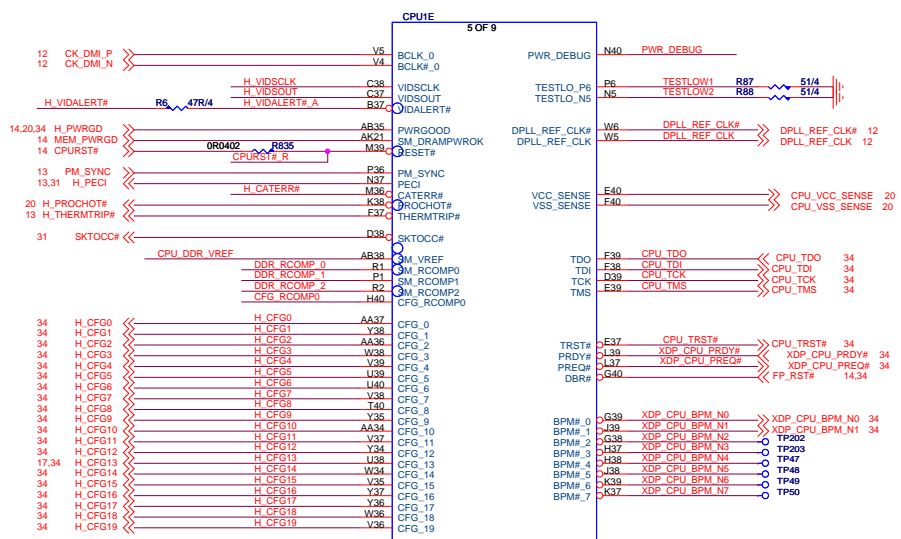 CPU1E
5 OF 9
12 CK_DMI_P V5 BCLK_0
12 CK_DMI_N V4 BCLK#_0
H_VIDSCLK C38 VIDSCLK
H_VIDSOUT C37 VIDSOUT
H_VIDALERT# R6 47R/4 H_VIDALERT#_A B37 VIDALERT#
14,20,34 H_PWRGD AB35 PWRGOOD
14 MEM_PWRGD AK21 SM_DRAMPWROK
14 CPURST# 0R0402 R835 M39 RESET#
CPURST#_R
13 PM_SYNC P36 PM_SYNC
13,31 H_PECI N37 PECI
H_CATERR# M36 CATERR#
20 H_PROCHOT# K38 PROCHOT#
13 H_THERMTRIP# F37 THERMTRIP#
31 SKTOCC# D38 SKTOCC#
CPU_DDR_VREF AB38 SM_VREF
DDR_RCOMP_0 R1 SM_RCOMP0
DDR_RCOMP_1 P1 SM_RCOMP1
DDR_RCOMP_2 R2 SM_RCOMP2
CFG_RCOMP0 H40 CFG_RCOMP0
34 H_CFG0 H_CFG0 AA37 CFG_0
34 H_CFG1 H_CFG1 Y38 CFG_1
34 H_CFG2 H_CFG2 AA36 CFG_2
34 H_CFG3 H_CFG3 W38 CFG_3
34 H_CFG4 H_CFG4 V39 CFG_4
34 H_CFG5 H_CFG5 U39 CFG_5
34 H_CFG6 H_CFG6 U40 CFG_6
34 H_CFG7 H_CFG7 V38 CFG_7
34 H_CFG8 H_CFG8 T40 CFG_8
34 H_CFG9 H_CFG9 Y35 CFG_9
34 H_CFG10 H_CFG10 AA34 CFG_10
34 H_CFG11 H_CFG11 V37 CFG_11
34 H_CFG12 H_CFG12 Y34 CFG_12
17,34 H_CFG13 H_CFG13 U38 CFG_13
34 H_CFG14 H_CFG14 W34 CFG_14
34 H_CFG15 H_CFG15 V35 CFG_15
34 H_CFG16 H_CFG16 Y37 CFG_16
34 H_CFG17 H_CFG17 Y36 CFG_17
34 H_CFG18 H_CFG18 W36 CFG_18
34 H_CFG19 H_CFG19 V36 CFG_19
PWR_DEBUG N40 PWR_DEBUG
TESTLO_P6 P6 TESTLOW1 R87 51/4
TESTLO_N5 N5 TESTLOW2 R88 51/4
DPLL_REF_CLK# W6 DPLL_REF_CLK# DPLL_REF_CLK# 12
DPLL_REF_CLK W5 DPLL_REF_CLK DPLL_REF_CLK 12
VCC_SENSE E40 CPU_VCC_SENSE 20
VSS_SENSE F40 CPU_VSS_SENSE 20
TDO F39 CPU_TDO CPU_TDO 34
TDI F38 CPU_TDI CPU_TDI 34
TCK D39 CPU_TCK CPU_TCK 34
TMS E39 CPU_TMS CPU_TMS 34
TRST# E37 CPU_TRST# CPU_TRST# 34
PRDY# L39 XDP_CPU_PRDY# XDP_CPU_PRDY# 34
PREQ# L37 XDP_CPU_PREQ# XDP_CPU_PREQ# 34
DBR# G40 FP_RST# 14,34
BPM#_0 G39 XDP_CPU_BPM_N0 XDP_CPU_BPM_N0 34
BPM#_1 J39 XDP_CPU_BPM_N1 XDP_CPU_BPM_N1 34
BPM#_2 G38 XDP_CPU_BPM_N2 TP202
BPM#_3 H37 XDP_CPU_BPM_N3 TP203
BPM#_4 H38 XDP_CPU_BPM_N4 TP47
BPM#_5 J38 XDP_CPU_BPM_N5 TP48
BPM#_6 K39 XDP_CPU_BPM_N6 TP49
BPM#_7 K37 XDP_CPU_BPM_N7 TP50